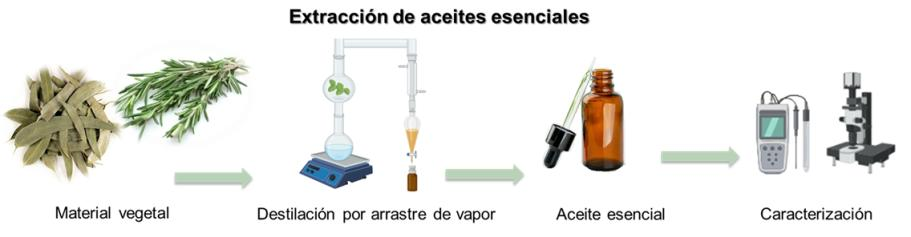 Extracción de aceites esenciales
Material vegetal
Destilación por arrastre de vapor
Aceite esencial
Caracterización